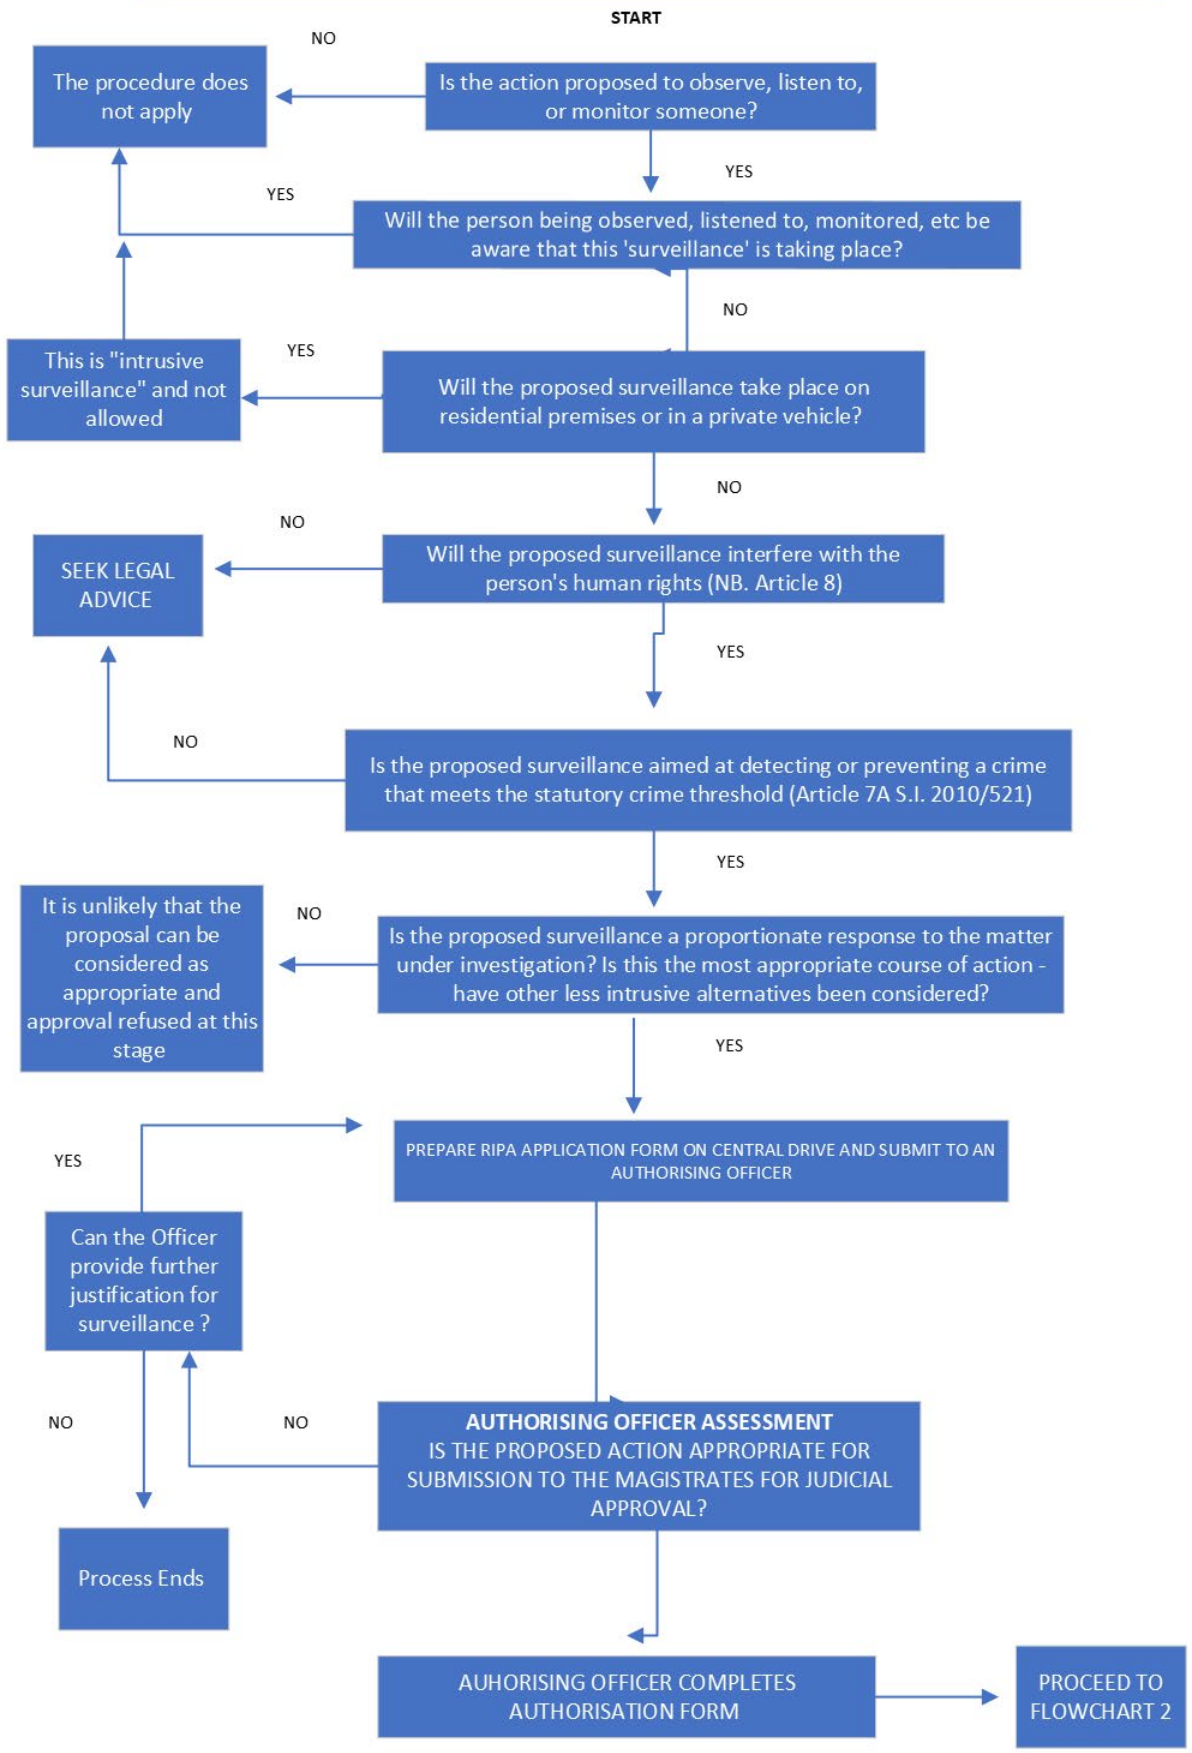 START
NO
The procedure does
not apply
Is the action proposed to observe, listen to,
or monitor someone?
YES
YES
Will the person being observed, listened to, monitored, etc be
aware that this 'surveillance' is taking place?
NO
This is "intrusive
surveillance" and not
allowed
YES
Will the proposed surveillance take place on
residential premises or in a private vehicle?
NO
NO
SEEK LEGAL
ADVICE
Will the proposed surveillance interfere with the
person's human rights (NB. Article 8)
YES
NO
Is the proposed surveillance aimed at detecting or preventing a crime
that meets the statutory crime threshold (Article 7A S.I. 2010/521)
YES
It is unlikely that the
proposal can be
considered as
appropriate and
approval refused at this
stage
NO
Is the proposed surveillance a proportionate response to the matter
under investigation? Is this the most appropriate course of action -
have other less intrusive alternatives been considered?
YES
PREPARE RIPA APPLICATION FORM ON CENTRAL DRIVE AND SUBMIT TO AN
AUTHORISING OFFICER
YES
Can the Officer
provide further
justification for
surveillance ?
NO
NO
AUTHORISING OFFICER ASSESSMENT
IS THE PROPOSED ACTION APPROPRIATE FOR
SUBMISSION TO THE MAGISTRATES FOR JUDICIAL
APPROVAL?
Process Ends
AUHORISING OFFICER COMPLETES
AUTHORISATION FORM
PROCEED TO
FLOWCHART 2